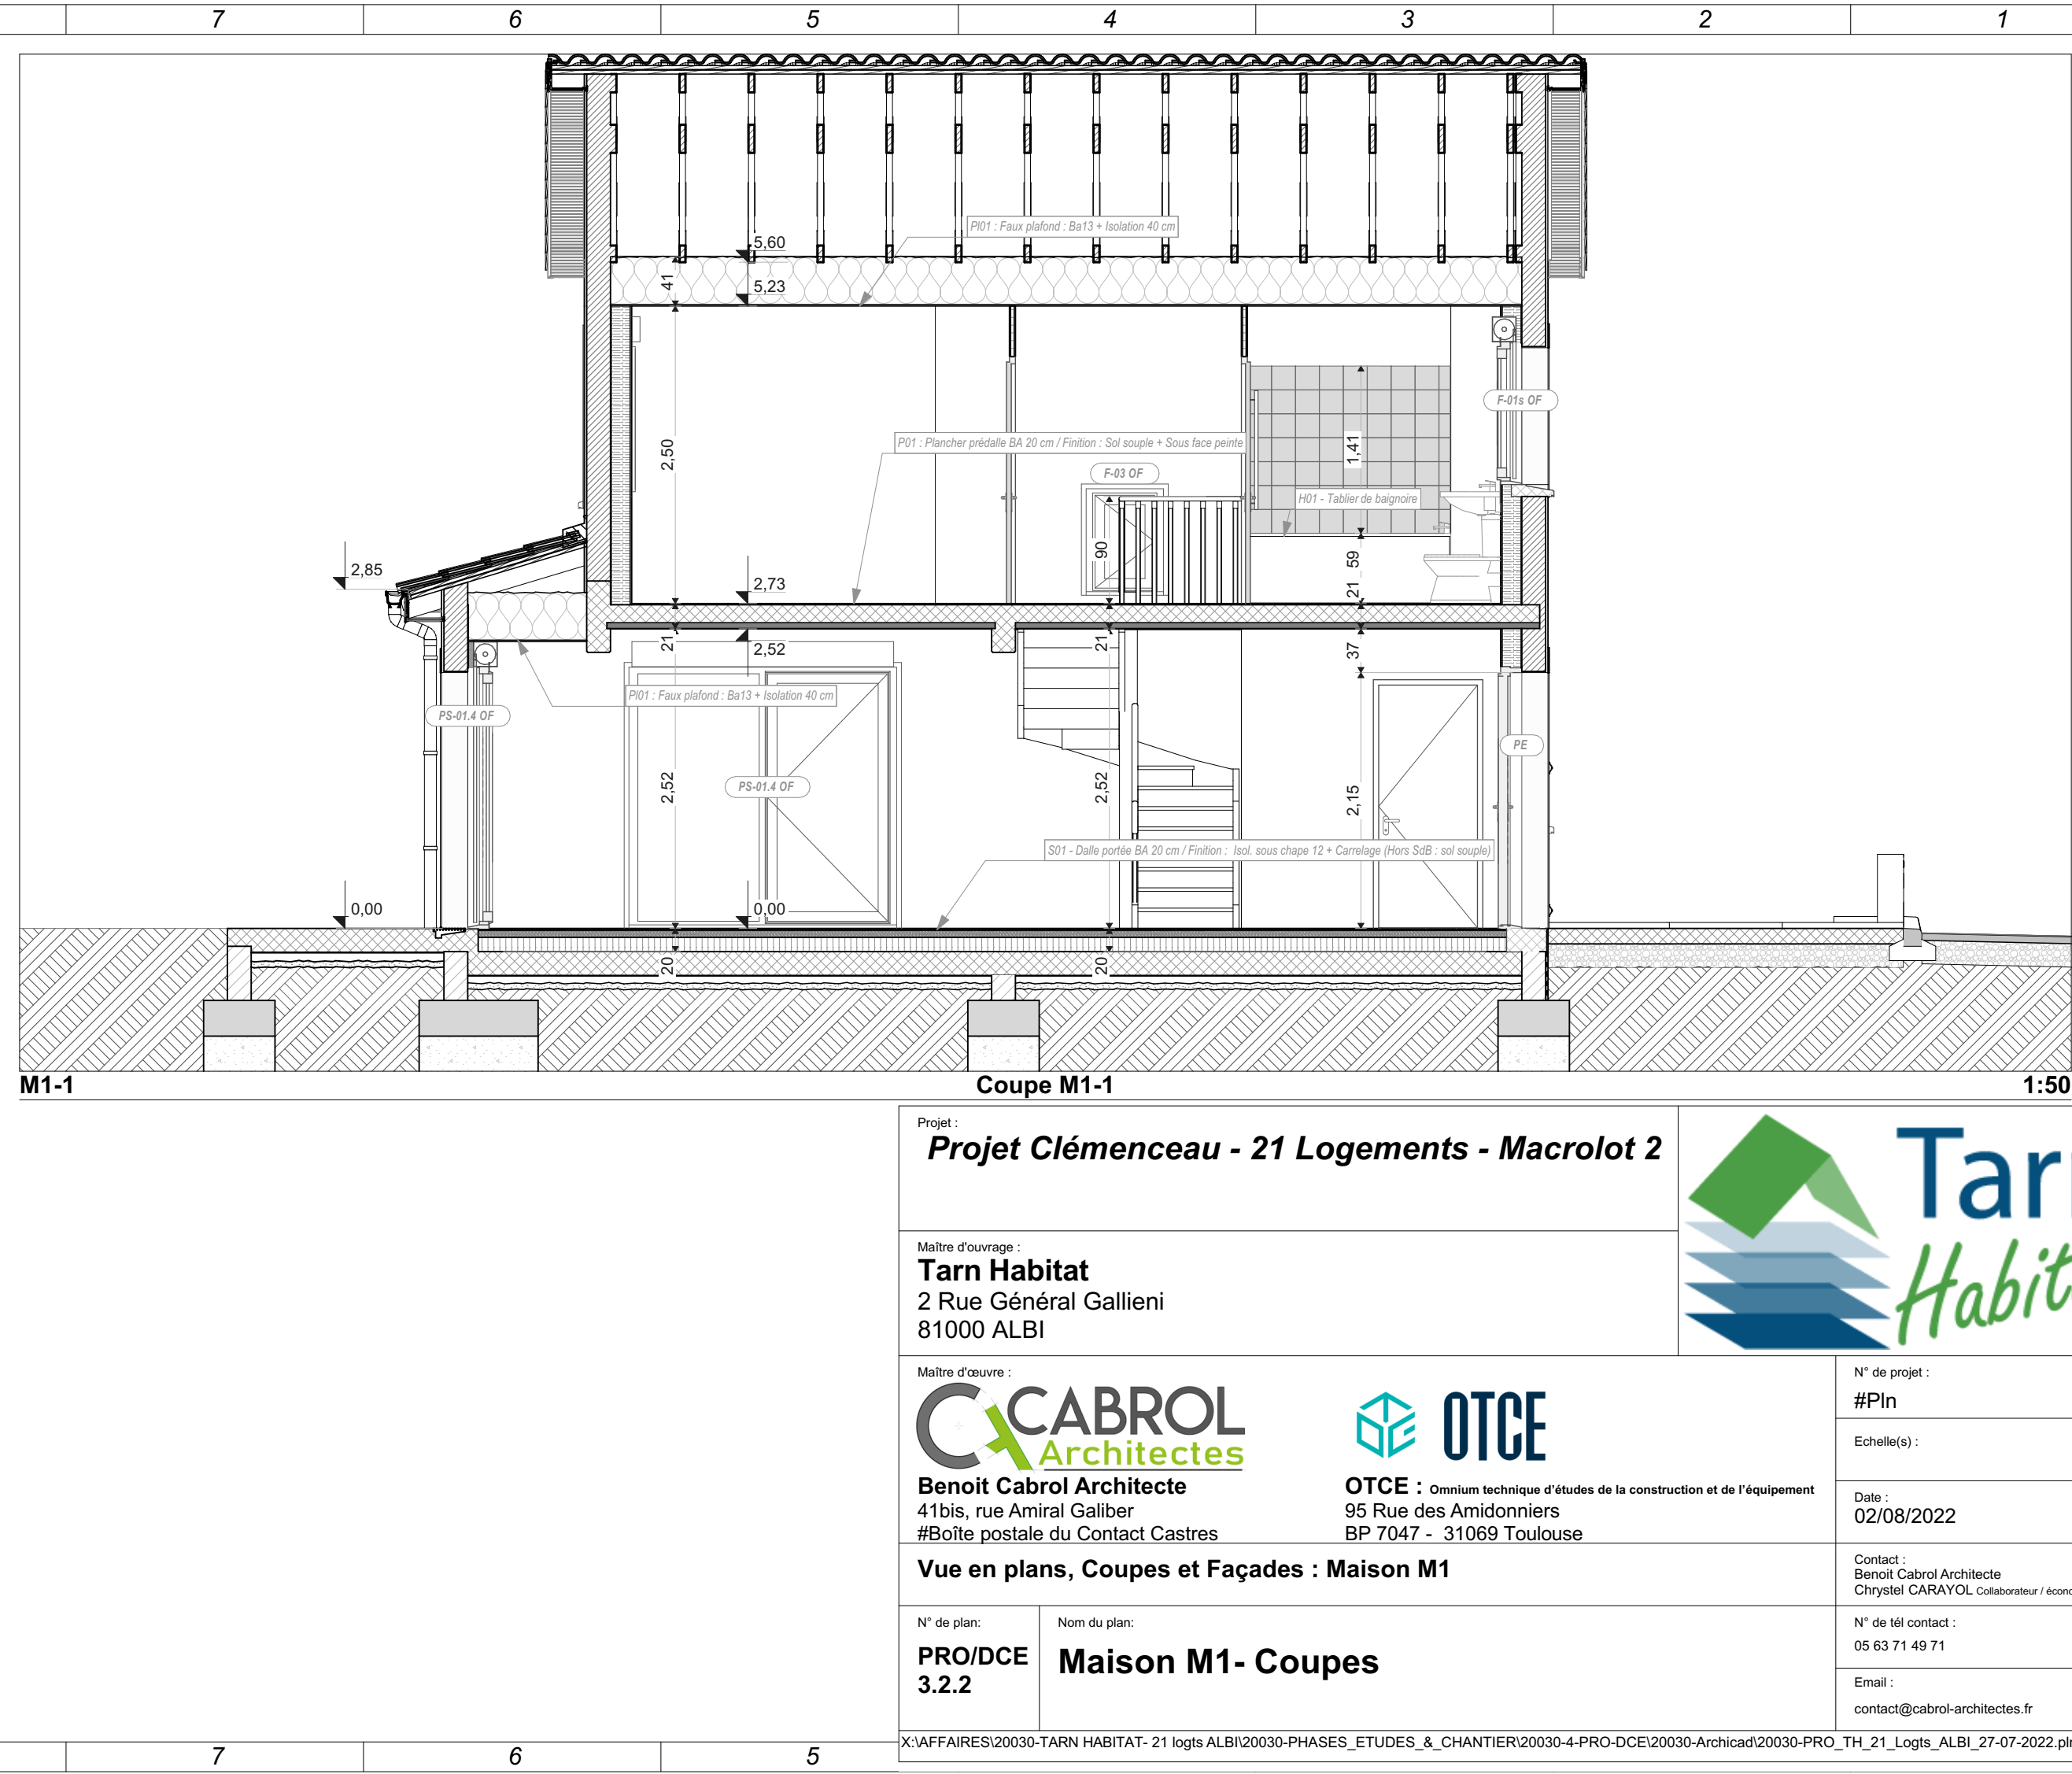 7 6 5 4 3 2 1
PI01 : Faux plafond : Ba13 + Isolation 40 cm
5,60
41
5,23
F-01s OF
2,50
P01 : Plancher prédalle BA 20 cm / Finition : Sol souple + Sous face peinte
1,41
F-03 OF
H01 - Tablier de baignoire
90
59
2,85
2,73
21
21
2,52
21
37
PI01 : Faux plafond : Ba13 + Isolation 40 cm
PS-01.4 OF
PE
PS-01.4 OF
2,52
2,52
2,15
S01 - Dalle portée BA 20 cm / Finition : Isol. sous chape 12 + Carrelage (Hors SdB : sol souple)
0,00
0,00
20
20
M1-1 Coupe M1-1 1:50
Projet :
Projet Clémenceau - 21 Logements - Macrolot 2
Maître d'ouvrage :
Tarn Habitat
2 Rue Général Gallieni
81000 ALBI
Tar
Habit
Maître d'œuvre :
CABROL
Architectes
OTCE
Benoit Cabrol Architecte
41bis, rue Amiral Galiber
#Boîte postale du Contact Castres
OTCE : Omnium technique d'études de la construction et de l'équipement
95 Rue des Amidonniers
BP 7047 - 31069 Toulouse
N° de projet :
#Pln
Echelle(s) :
Date :
02/08/2022
Vue en plans, Coupes et Façades : Maison M1
Contact :
Benoit Cabrol Architecte
Chrystel CARAYOL Collaborateur / écon
N° de plan:
PRO/DCE
3.2.2
Nom du plan:
Maison M1- Coupes
N° de tél contact :
05 63 71 49 71
Email :
contact@cabrol-architectes.fr
X:\AFFAIRES\20030-TARN HABITAT- 21 logts ALBI\20030-PHASES_ETUDES_&_CHANTIER\20030-4-PRO-DCE\20030-Archicad\20030-PRO_TH_21_Logts_ALBI_27-07-2022.pln
7 6 5